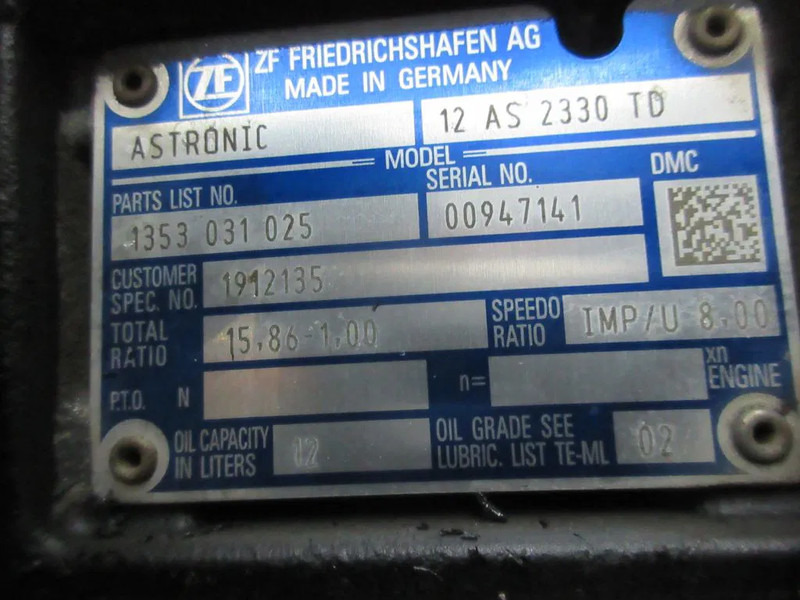 ZF ZF FRIEDRICHSHAFEN AG
MADE IN GERMANY
ASTRONIC 12 AS 2330 TD
MODEL
PARTS LIST NO. SERIAL NO. DMC
1353 031 025 00947141
CUSTOMER SPEC. NO. 1912135
TOTAL RATIO 15,86-1,00 SPEEDO RATIO IMP/U 8,00
P.T.O. N n= xn ENGINE
OIL CAPACITY IN LITERS 12 OIL GRADE SEE LUBRIC. LIST TE-ML 02